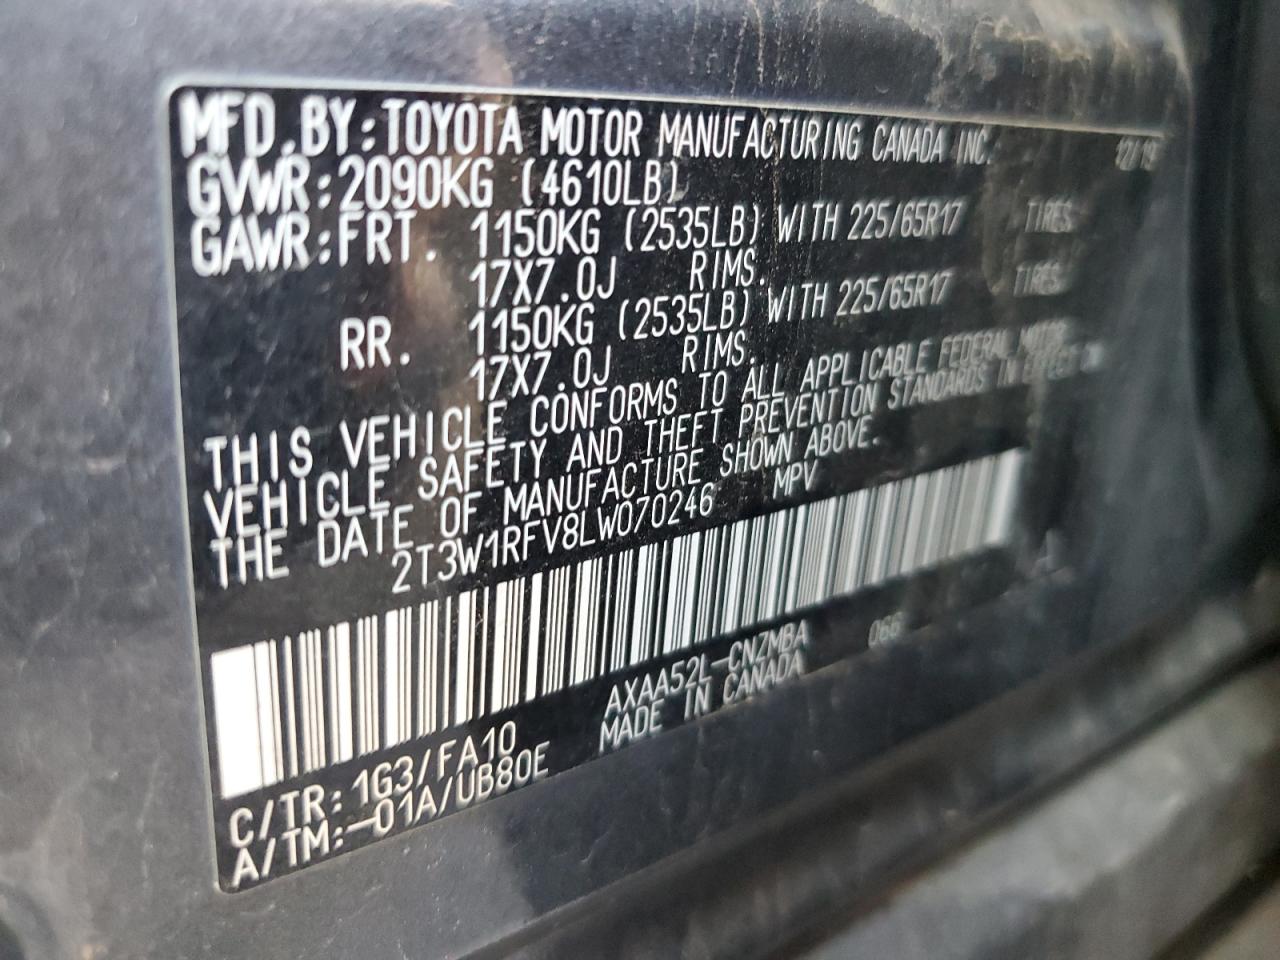 MFD.BY:TOYOTA MOTOR MANUFACTURING CANADA INC. 12/19
GVWR:2090KG (4610LB)
GAWR:FRT. 1150KG (2535LB) WITH 225/65R17 TIRES
17X7.0J RIMS.
RR. 1150KG (2535LB) WITH 225/65R17 TIRES
17X7.0J RIMS.
THIS VEHICLE CONFORMS TO ALL APPLICABLE FEDERAL MOTOR
VEHICLE SAFETY AND THEFT PREVENTION STANDARDS IN EFFECT ON
THE DATE OF MANUFACTURE SHOWN ABOVE.
2T3W1RFV8LW070246 MPV
AXAA52L-CNZMBA 066
C/TR:1G3/FA10 MADE IN CANADA
A/TM:-01A/UB80E